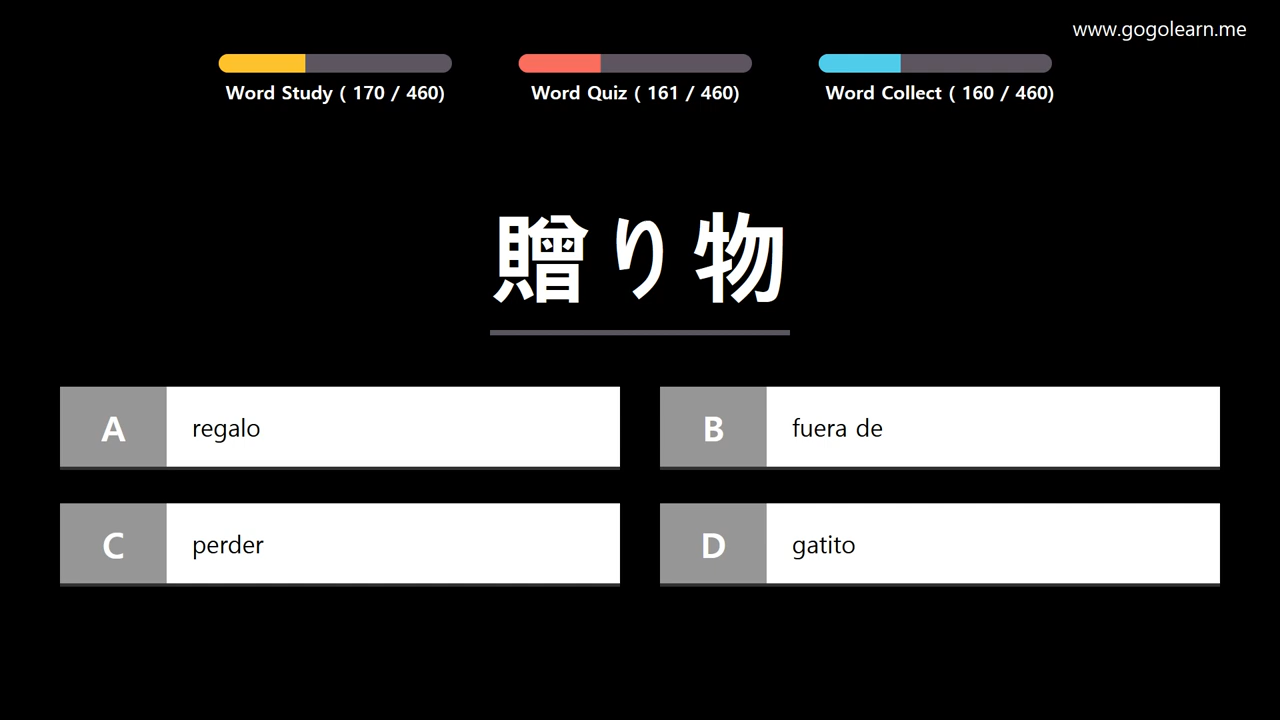 www.gogolearn.me
Word Study ( 170 / 460)
Word Quiz ( 161 / 460)
Word Collect ( 160 / 460)
贈り物
A regalo
B fuera de
C perder
D gatito